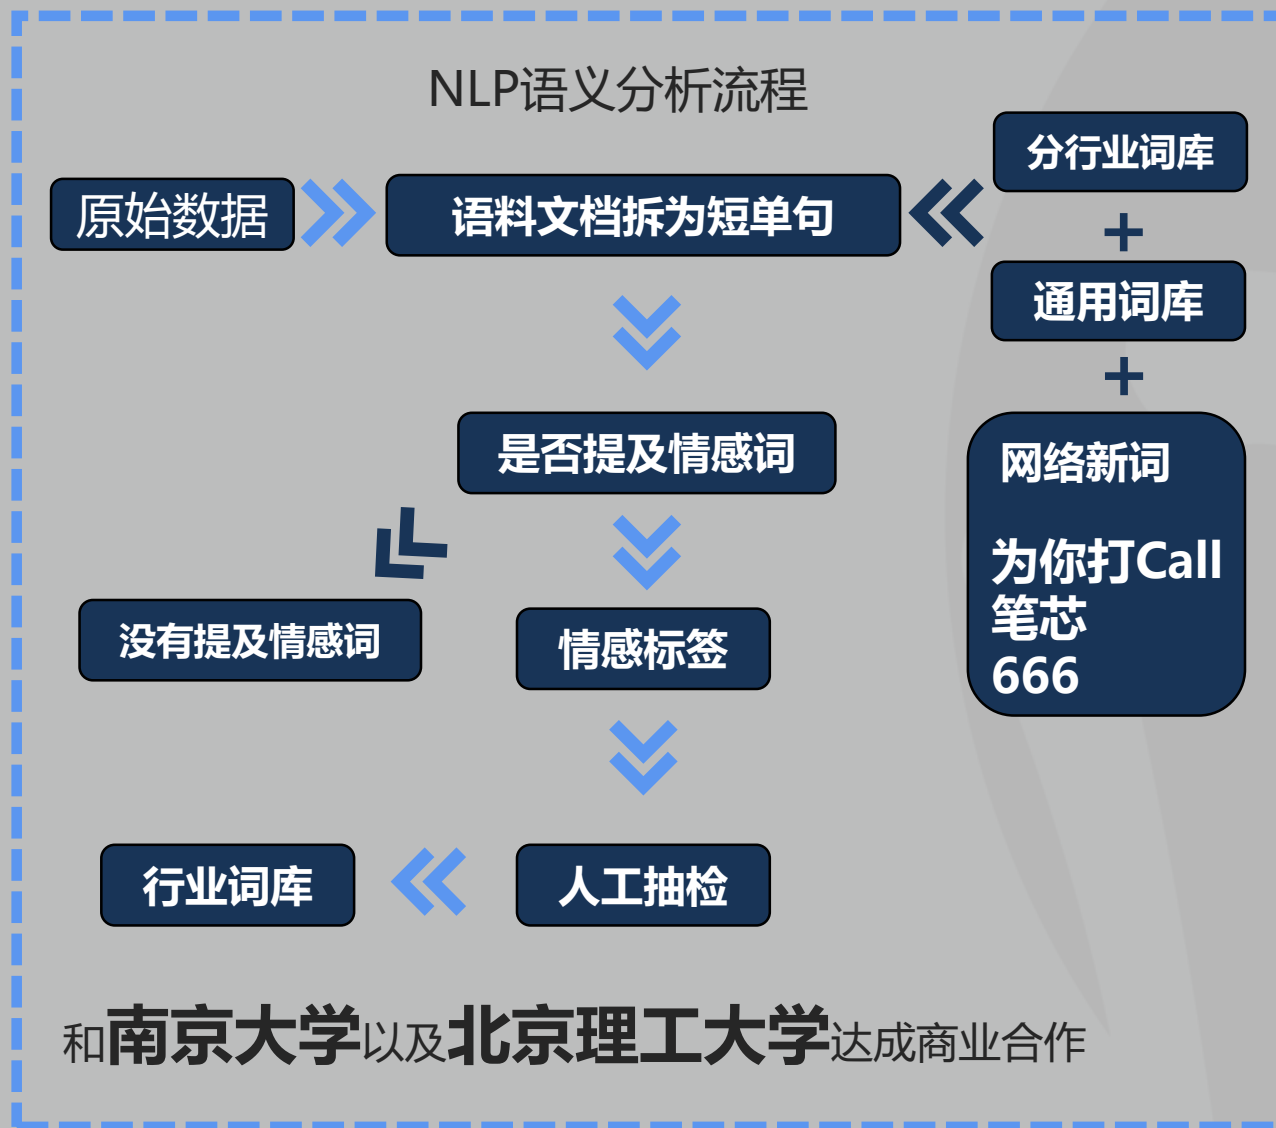 NLP语义分析流程
分行业词库
原始数据
语料文档拆为短单句
+
通用词库
+
是否提及情感词
网络新词
为你打Call
笔芯
666
没有提及情感词
情感标签
行业词库
人工抽检
和南京大学以及北京理工大学达成商业合作